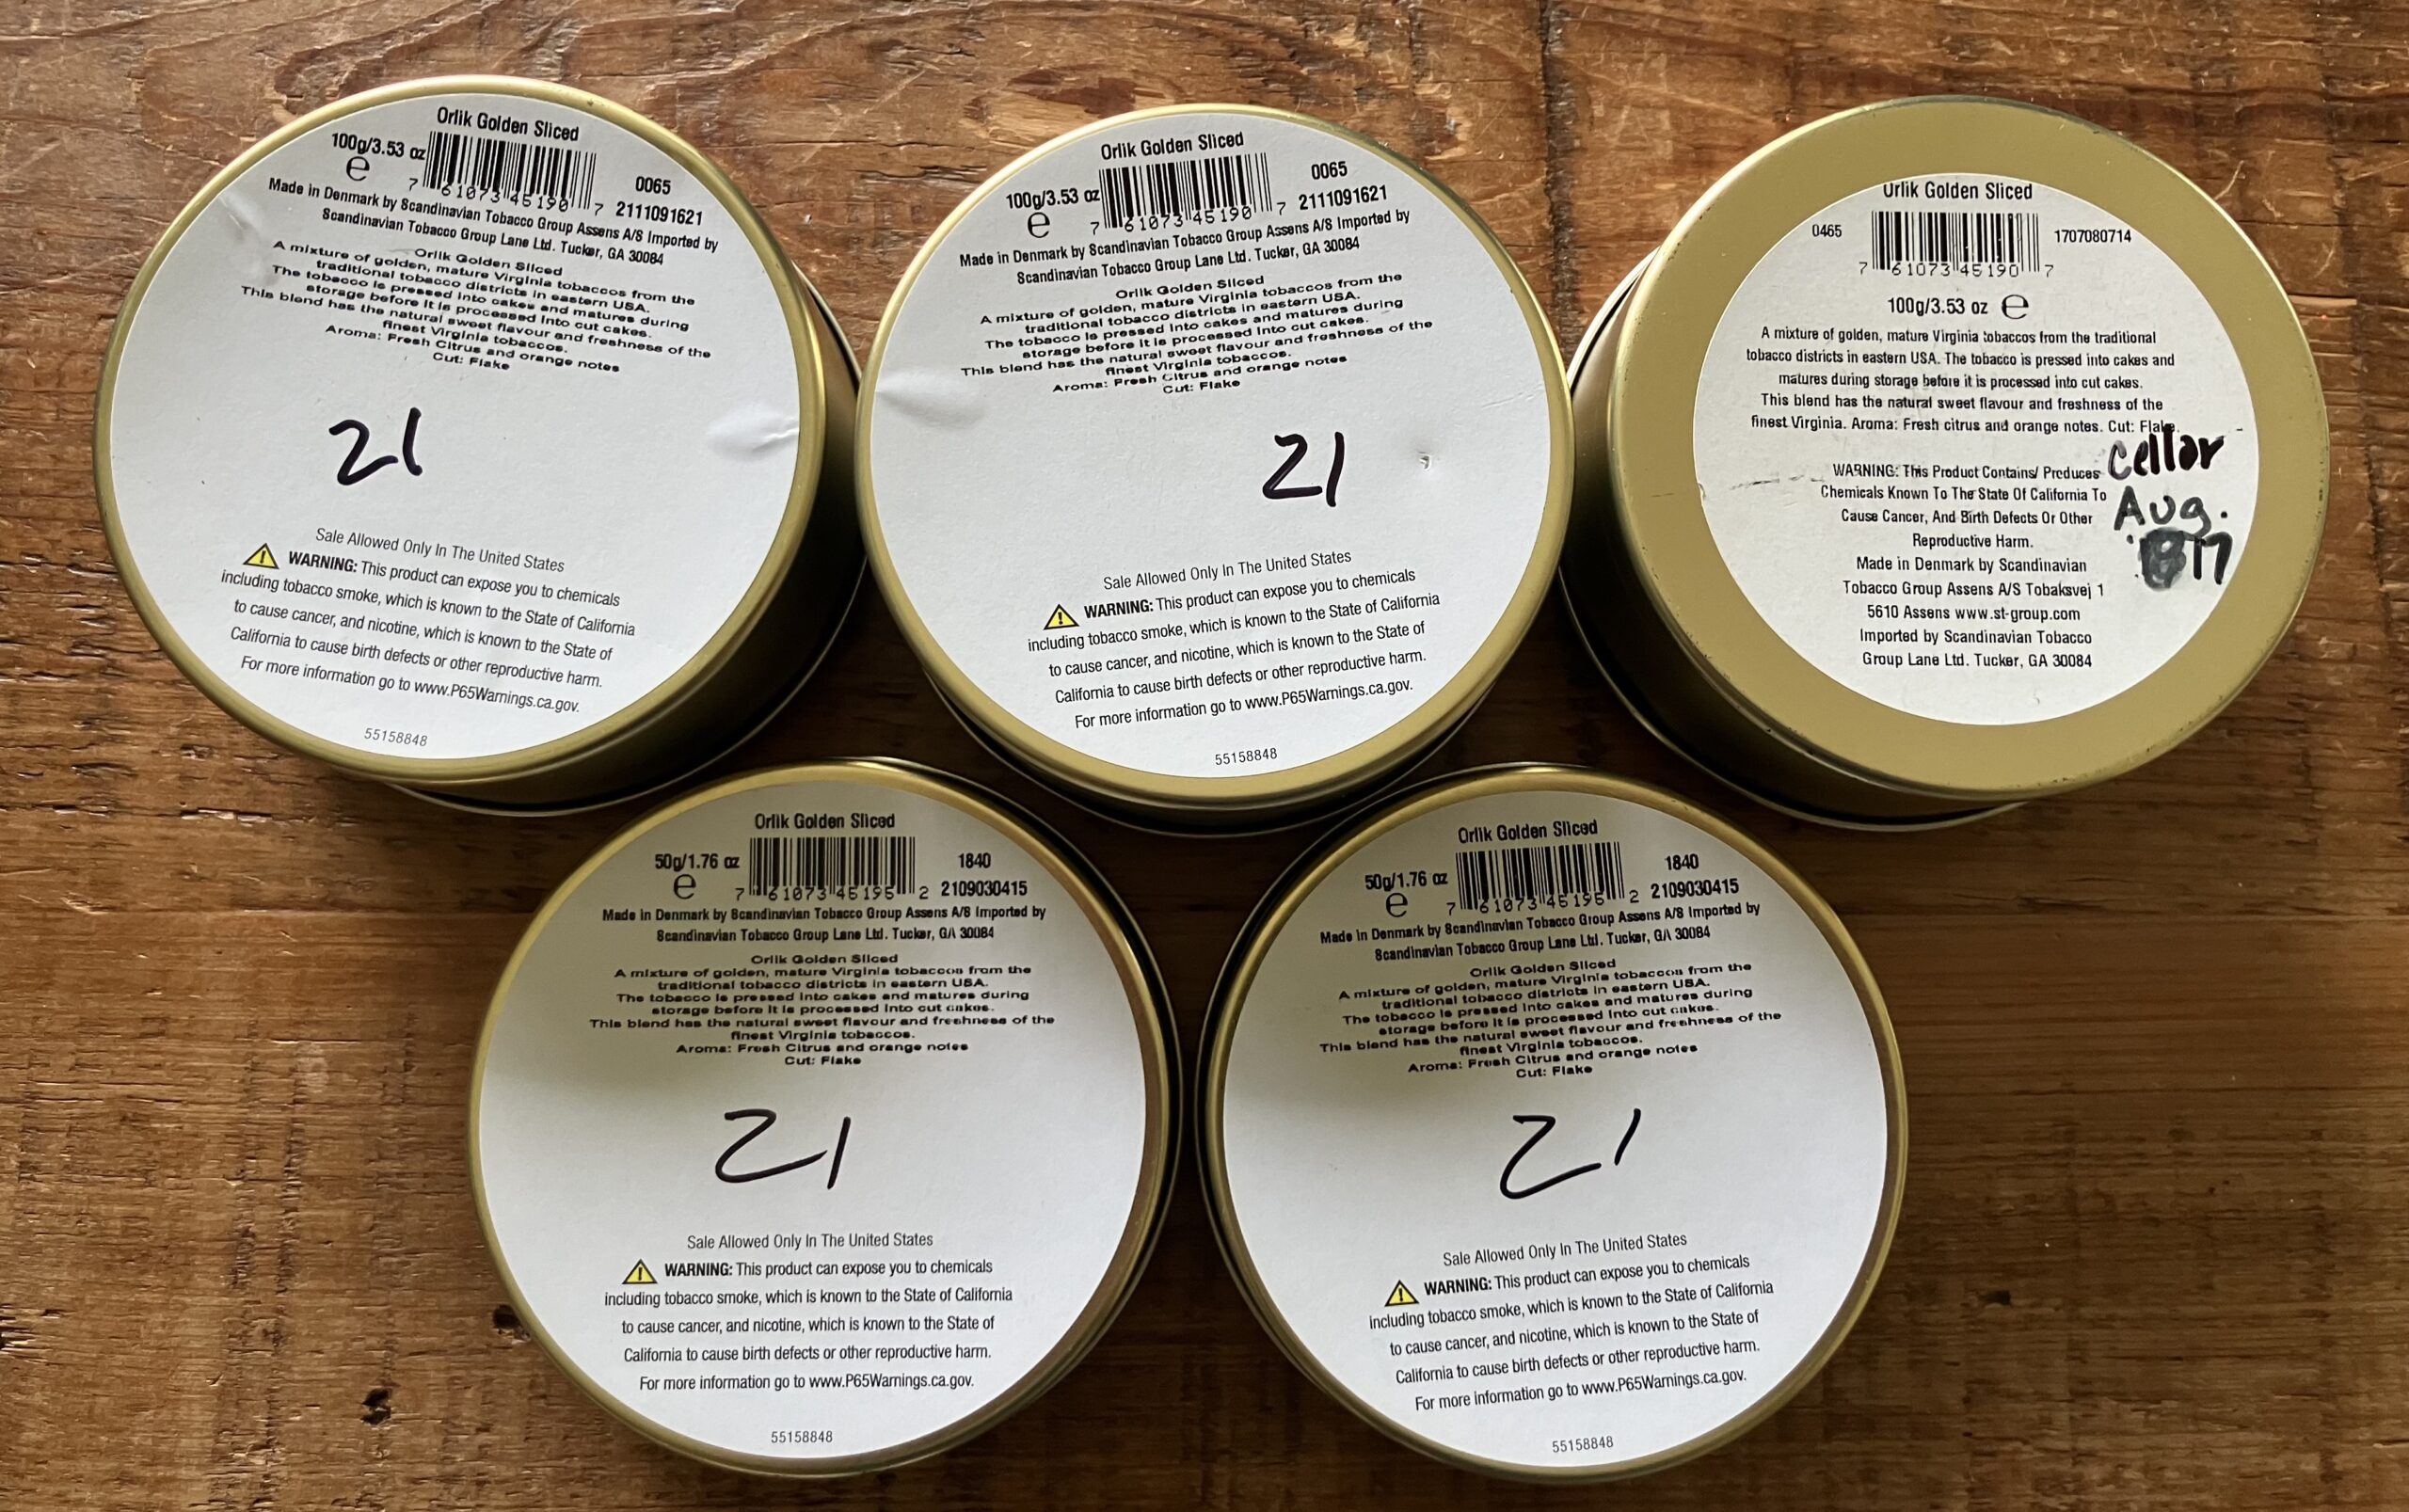 Orlik Golden Sliced
100g/3.53 oz
e
7 61073 45190 7
0065
2111091621
Made in Denmark by Scandinavian Tobacco Group Assens A/S Imported by
Scandinavian Tobacco Group Lane Ltd. Tucker, GA 30084
Orlik Golden Sliced
A mixture of golden, mature Virginia tobaccos from the
traditional tobacco districts in eastern USA.
The tobacco is pressed into cakes and matures during
storage before it is processed into cut cakes.
This blend has the natural sweet flavour and freshness of the
finest Virginia tobaccos.
Aroma: Fresh Citrus and orange notes
Cut: Flake
21
Sale Allowed Only In The United States
WARNING: This product can expose you to chemicals
including tobacco smoke, which is known to the State of California
to cause cancer, and nicotine, which is known to the State of
California to cause birth defects or other reproductive harm.
For more information go to www.P65Warnings.ca.gov.
55158848
Orlik Golden Sliced
100g/3.53 oz
e
7 61073 45190 7
0065
2111091621
Made in Denmark by Scandinavian Tobacco Group Assens A/S Imported by
Scandinavian Tobacco Group Lane Ltd. Tucker, GA 30084
Orlik Golden Sliced
A mixture of golden, mature Virginia tobaccos from the
traditional tobacco districts in eastern USA.
The tobacco is pressed into cakes and matures during
storage before it is processed into cut cakes.
This blend has the natural sweet flavour and freshness of the
finest Virginia tobaccos.
Aroma: Fresh Citrus and orange notes
Cut: Flake
21
Sale Allowed Only In The United States
WARNING: This product can expose you to chemicals
including tobacco smoke, which is known to the State of California
to cause cancer, and nicotine, which is known to the State of
California to cause birth defects or other reproductive harm.
For more information go to www.P65Warnings.ca.gov.
55158848
Orlik Golden Sliced
0465
7 61073 45190 7
1707080714
100g/3.53 oz e
A mixture of golden, mature Virginia tobaccos from the traditional
tobacco districts in eastern USA. The tobacco is pressed into cakes and
matures during storage before it is processed into cut cakes.
This blend has the natural sweet flavour and freshness of the
finest Virginia. Aroma: Fresh citrus and orange notes. Cut: Flake.
WARNING: This Product Contains/ Produces
Chemicals Known To The State Of California To
Cause Cancer, And Birth Defects Or Other
Reproductive Harm.
Made in Denmark by Scandinavian
Tobacco Group Assens A/S Tobaksvej 1
5610 Assens www.st-group.com
Imported by Scandinavian Tobacco
Group Lane Ltd. Tucker, GA 30084
Cellar
Aug.
17
Orlik Golden Sliced
50g/1.76 oz
e
7 61073 45195 2
1840
2109030415
Made in Denmark by Scandinavian Tobacco Group Assens A/S Imported by
Scandinavian Tobacco Group Lane Ltd. Tucker, GA 30084
Orlik Golden Sliced
A mixture of golden, mature Virginia tobaccos from the
traditional tobacco districts in eastern USA.
The tobacco is pressed into cakes and matures during
storage before it is processed into cut cakes.
This blend has the natural sweet flavour and freshness of the
finest Virginia tobaccos.
Aroma: Fresh Citrus and orange notes
Cut: Flake
21
Sale Allowed Only In The United States
WARNING: This product can expose you to chemicals
including tobacco smoke, which is known to the State of California
to cause cancer, and nicotine, which is known to the State of
California to cause birth defects or other reproductive harm.
For more information go to www.P65Warnings.ca.gov.
55158848
Orlik Golden Sliced
50g/1.76 oz
e
7 61073 45195 2
1840
2109030415
Made in Denmark by Scandinavian Tobacco Group Assens A/S Imported by
Scandinavian Tobacco Group Lane Ltd. Tucker, GA 30084
Orlik Golden Sliced
A mixture of golden, mature Virginia tobaccos from the
traditional tobacco districts in eastern USA.
The tobacco is pressed into cakes and matures during
storage before it is processed into cut cakes.
This blend has the natural sweet flavour and freshness of the
finest Virginia tobaccos.
Aroma: Fresh Citrus and orange notes
Cut: Flake
21
Sale Allowed Only In The United States
WARNING: This product can expose you to chemicals
including tobacco smoke, which is known to the State of California
to cause cancer, and nicotine, which is known to the State of
California to cause birth defects or other reproductive harm.
For more information go to www.P65Warnings.ca.gov.
55158848